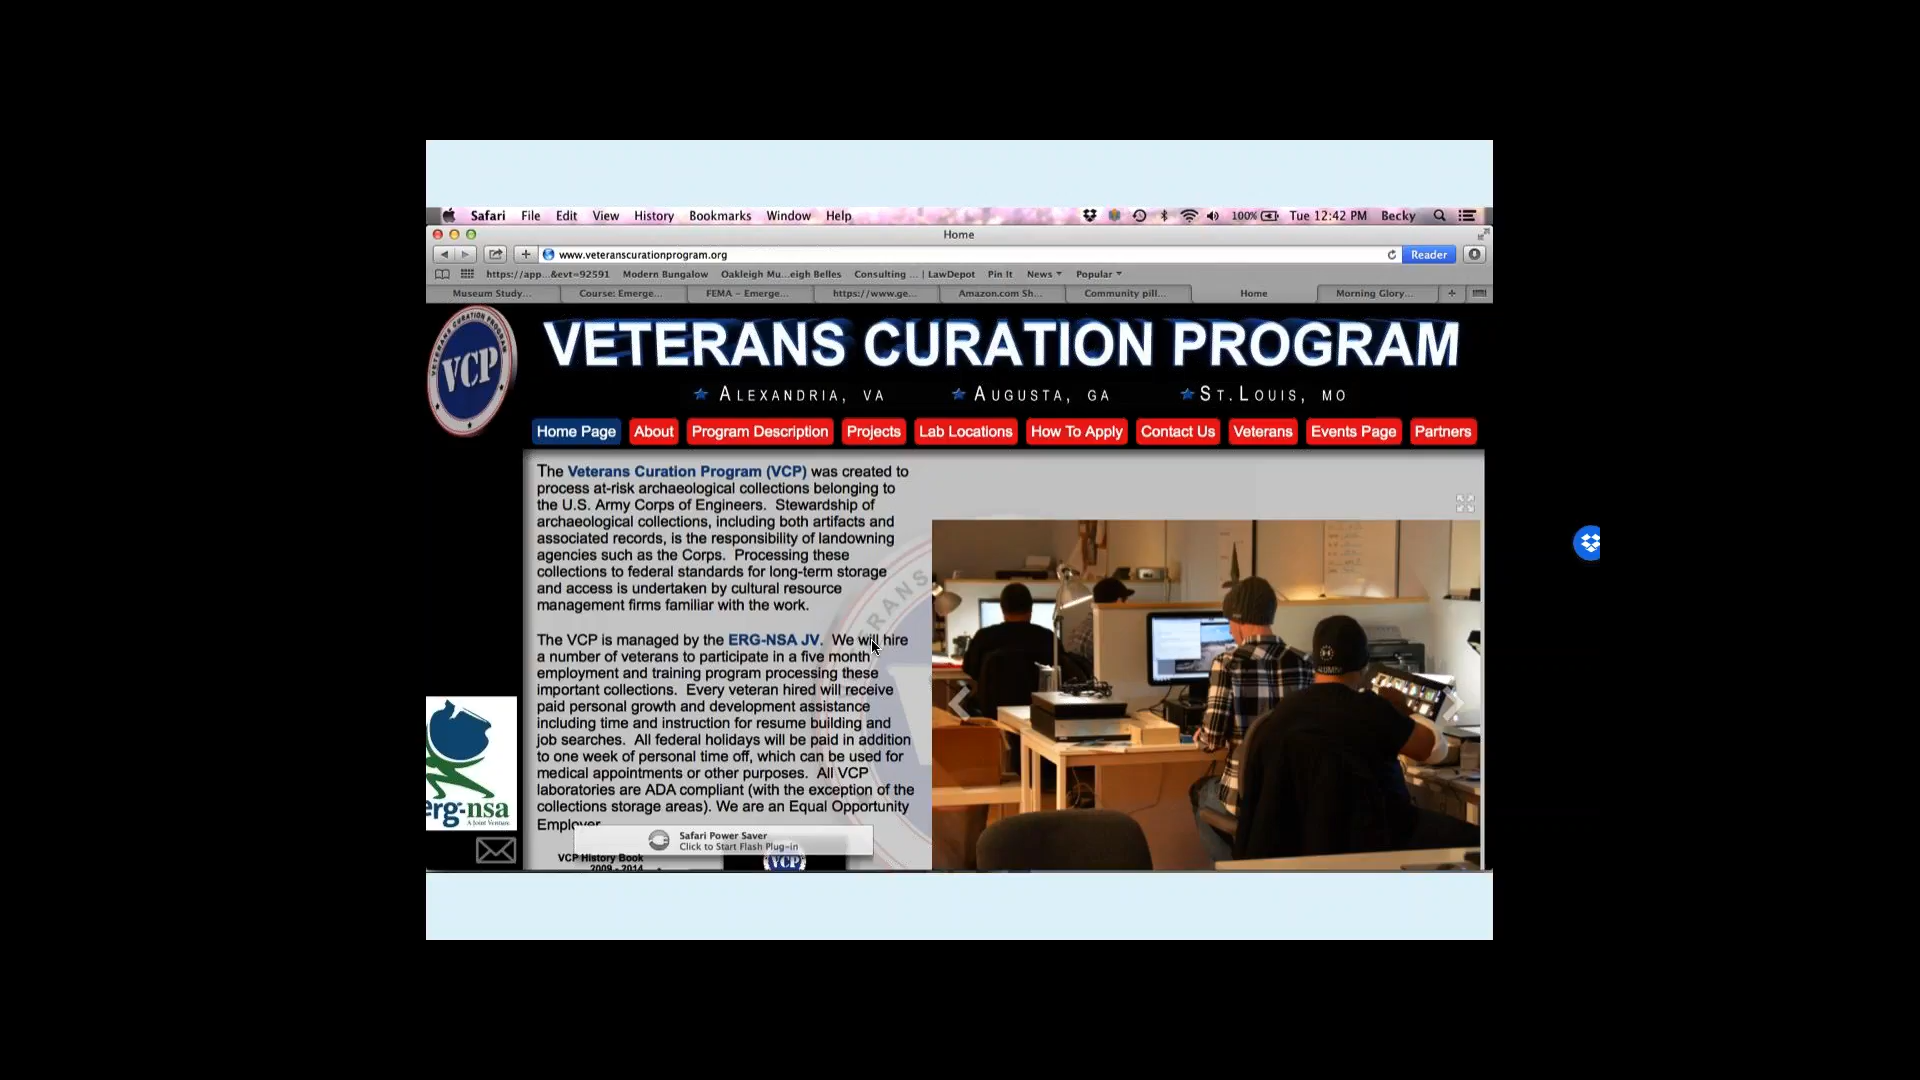 Safari File Edit View History Bookmarks Window Help 100% Tue 12:42 PM Becky
Home
www.veteranscurationprogram.org Reader
https://app...&evt=92591 Modern Bungalow Oakleigh Mu...eigh Belles Consulting ... | LawDepot Pin It News Popular
Museum Study... Course: Emerge... FEMA – Emerge... https://www.ge... Amazon.com Sh... Community pill... Home Morning Glory...
VETERANS CURATION PROGRAM
VCP
VETERANS CURATION PROGRAM
ALEXANDRIA, VA AUGUSTA, GA ST.LOUIS, MO
Home Page About Program Description Projects Lab Locations How To Apply Contact Us Veterans Events Page Partners
The Veterans Curation Program (VCP) was created to
process at-risk archaeological collections belonging to
the U.S. Army Corps of Engineers. Stewardship of
archaeological collections, including both artifacts and
associated records, is the responsibility of landowning
agencies such as the Corps. Processing these
collections to federal standards for long-term storage
and access is undertaken by cultural resource
management firms familiar with the work.
The VCP is managed by the ERG-NSA JV. We will hire
a number of veterans to participate in a five month
employment and training program processing these
important collections. Every veteran hired will receive
paid personal growth and development assistance
including time and instruction for resume building and
job searches. All federal holidays will be paid in addition
to one week of personal time off, which can be used for
medical appointments or other purposes. All VCP
laboratories are ADA compliant (with the exception of the
collections storage areas). We are an Equal Opportunity
Employer
erg-nsa
A Joint Venture
Safari Power Saver
Click to Start Flash Plug-in
VCP History Book
2009 - 2014
VCP
ALUMNI